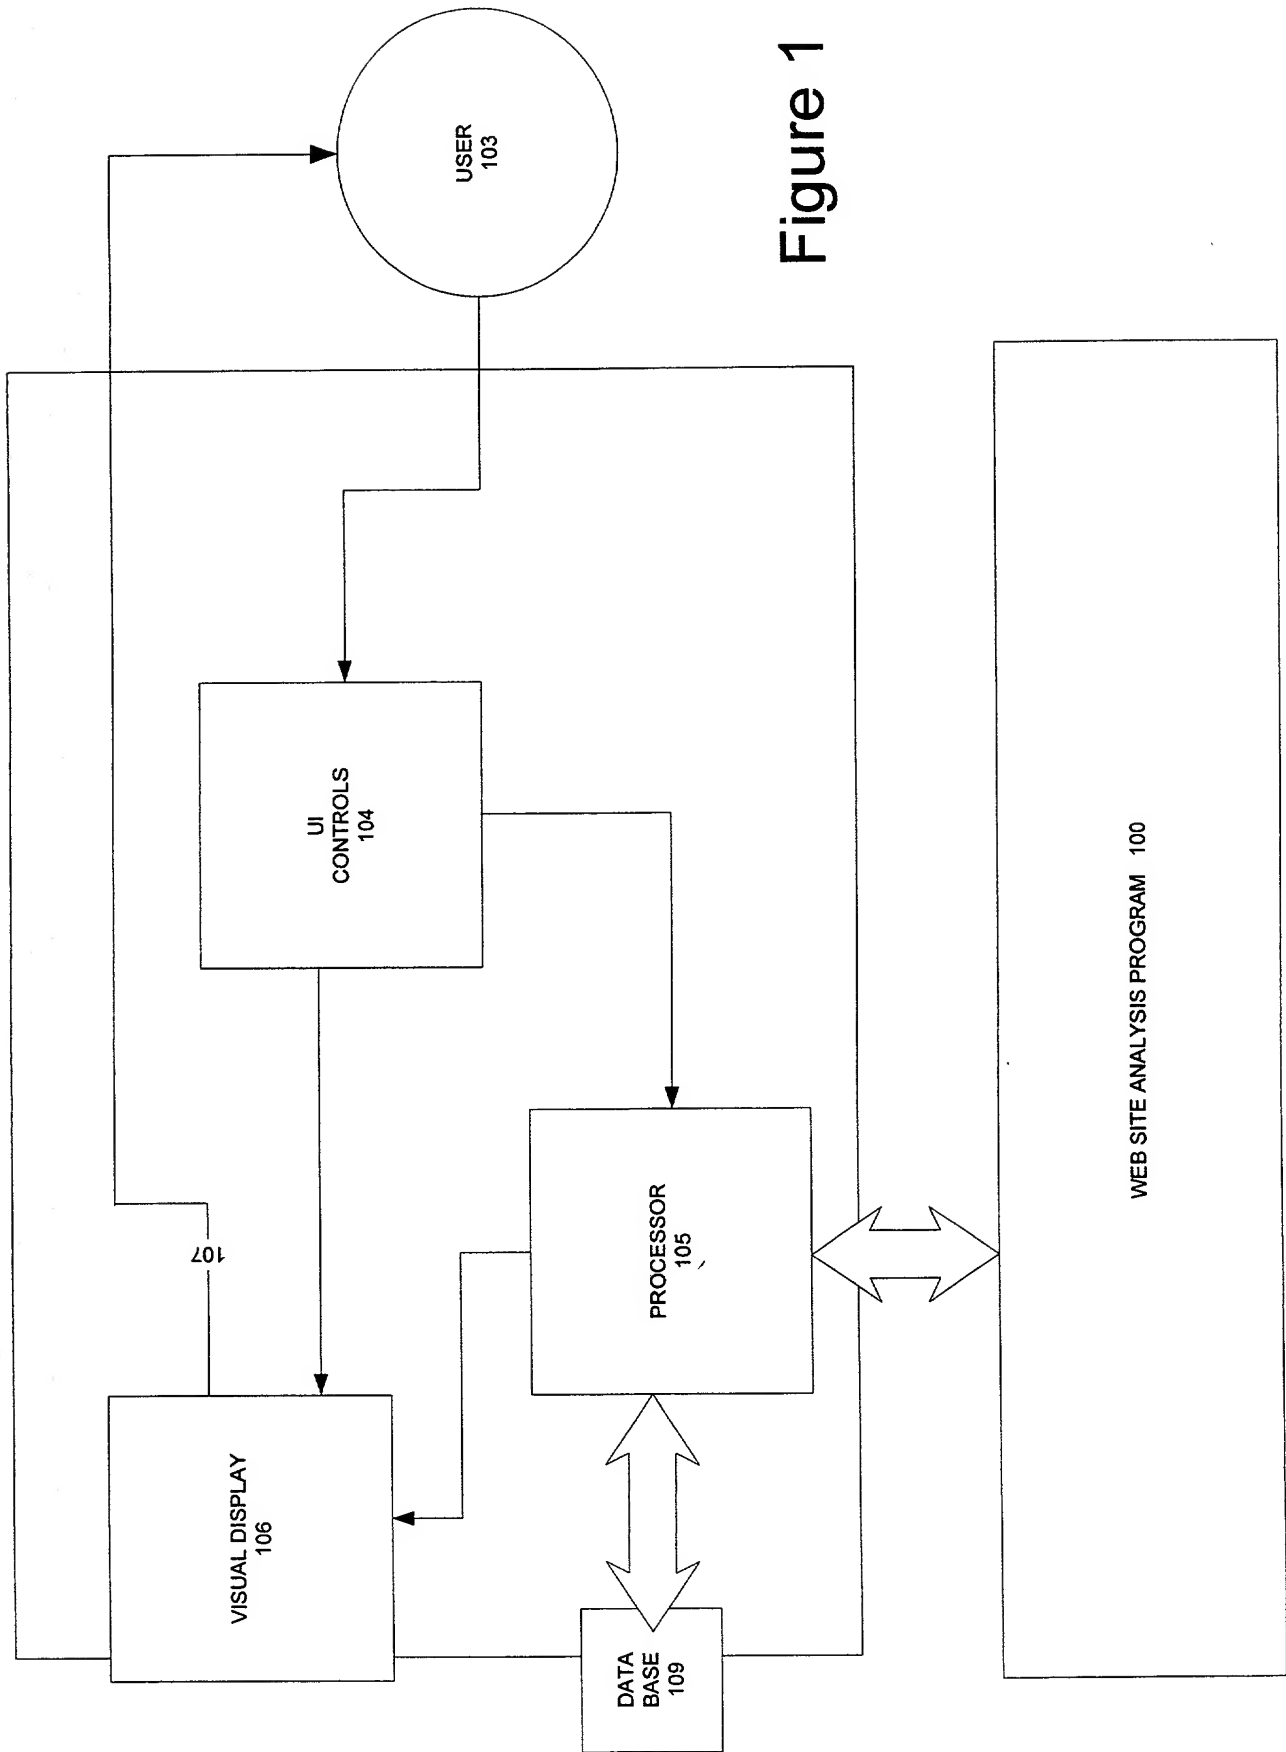 VISUAL DISPLAY
106
107
UI
CONTROLS
104
USER
103
DATA
BASE
109
PROCESSOR
105
Figure 1
WEB SITE ANALYSIS PROGRAM 100